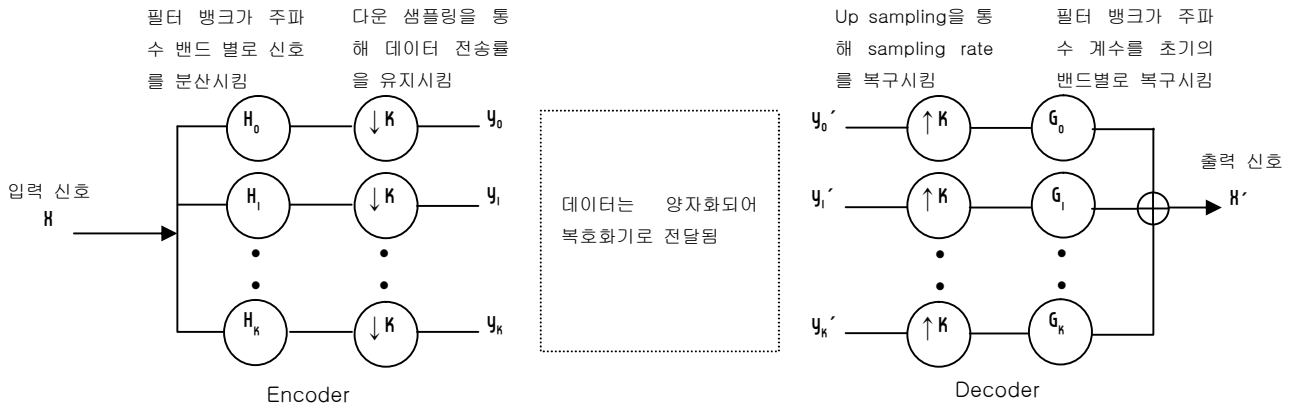 필터 뱅크가 주파
수 밴드 별로 신호
를 분산시킴
다운 샘플링을 통
해 데이터 전송률
을 유지시킴
Up sampling을 통
해 sampling rate
를 복구시킴
필터 뱅크가 주파
수 계수를 초기의
밴드별로 복구시킴
입력 신호
X
H₀
↓K
y₀
H₁
↓K
y₁
H_K
↓K
y_K
Encoder
데이터는 양자화되어
복호화기로 전달됨
y₀′
↑K
G₀
y₁′
↑K
G₁
y_K′
↑K
G_K
출력 신호
X′
Decoder